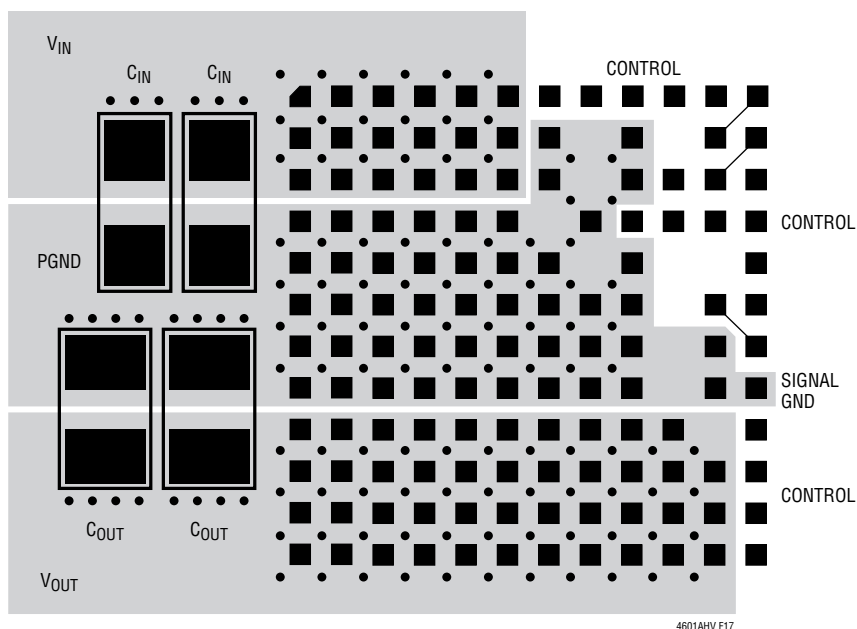 VIN
CIN CIN
CONTROL
CONTROL
PGND
SIGNAL
GND
CONTROL
COUT COUT
VOUT
4601AHV F17